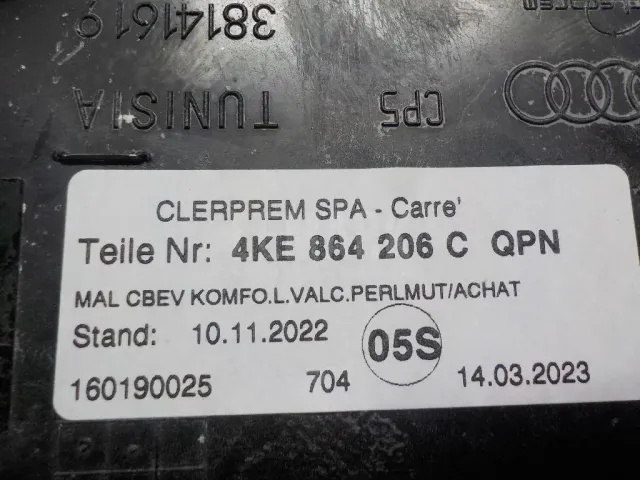 38141619
TUNISIA
CP5
CLERPREM SPA - Carre'
Teile Nr: 4KE 864 206 C QPN
MAL CBEV KOMFO.L.VALC.PERLMUT/ACHAT
Stand: 10.11.2022
05S
160190025 704 14.03.2023